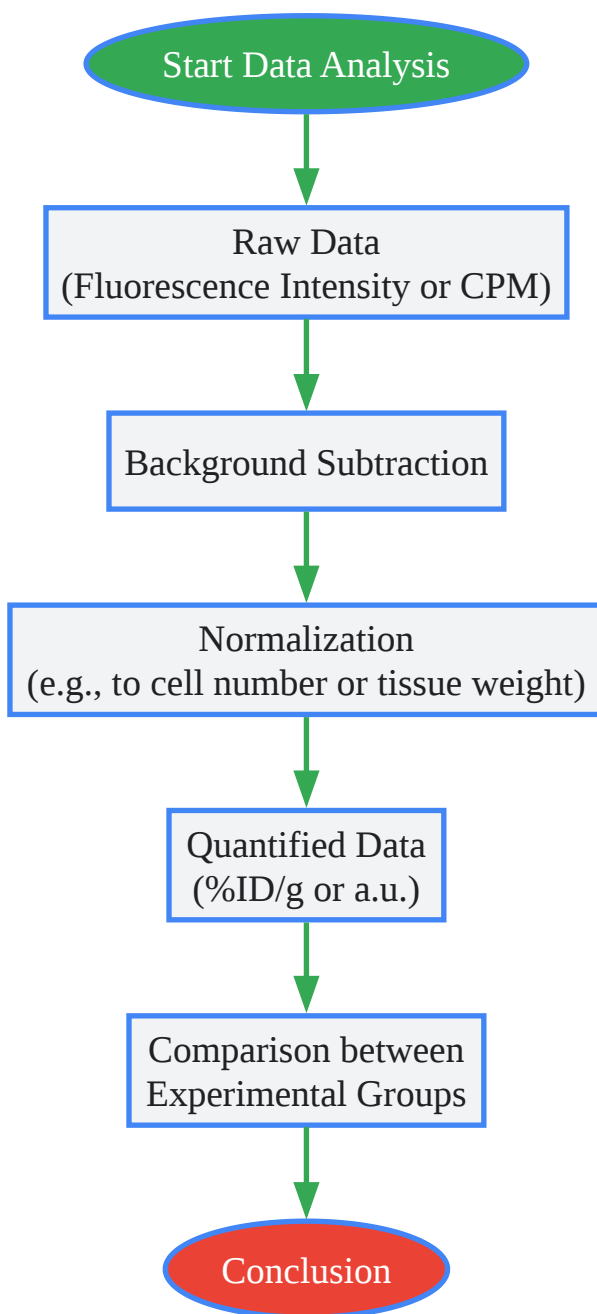 Start Data Analysis
Raw Data
(Fluorescence Intensity or CPM)
Background Subtraction
Normalization
(e.g., to cell number or tissue weight)
Quantified Data
(%ID/g or a.u.)
Comparison between
Experimental Groups
Conclusion